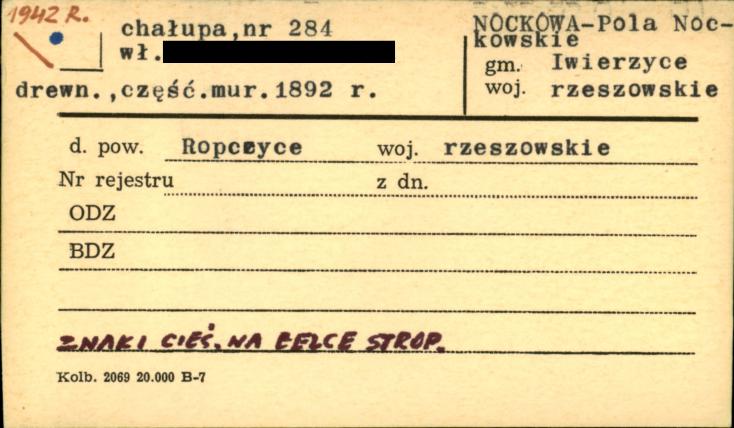 1942 R.
chałupa,nr 284
wł.
drewn.,część.mur.1892 r.
NOCKOWA-Pola Noc-
kowskie
gm. Iwierzyce
woj. rzeszowskie
d. pow. Ropczyce woj. rzeszowskie
Nr rejestru z dn.
ODZ
BDZ
ZNAKI CIEŚ. NA BELCE STROP.
Kolb. 2069 20.000 B-7